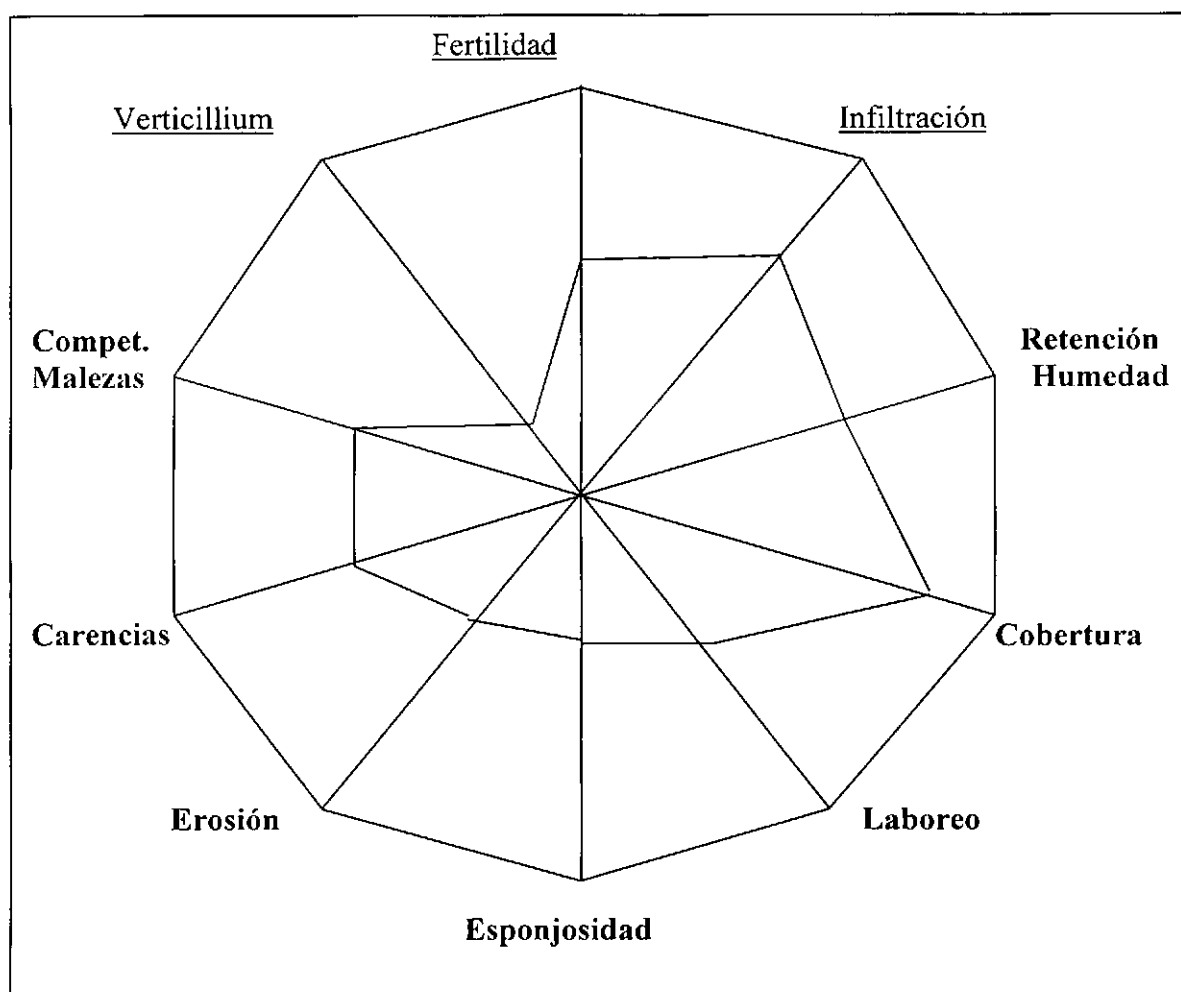 Fertilidad
Verticillium
Infiltración
Compet.
Malezas
Retención
Humedad
Carencias
Cobertura
Erosión
Laboreo
Esponjosidad